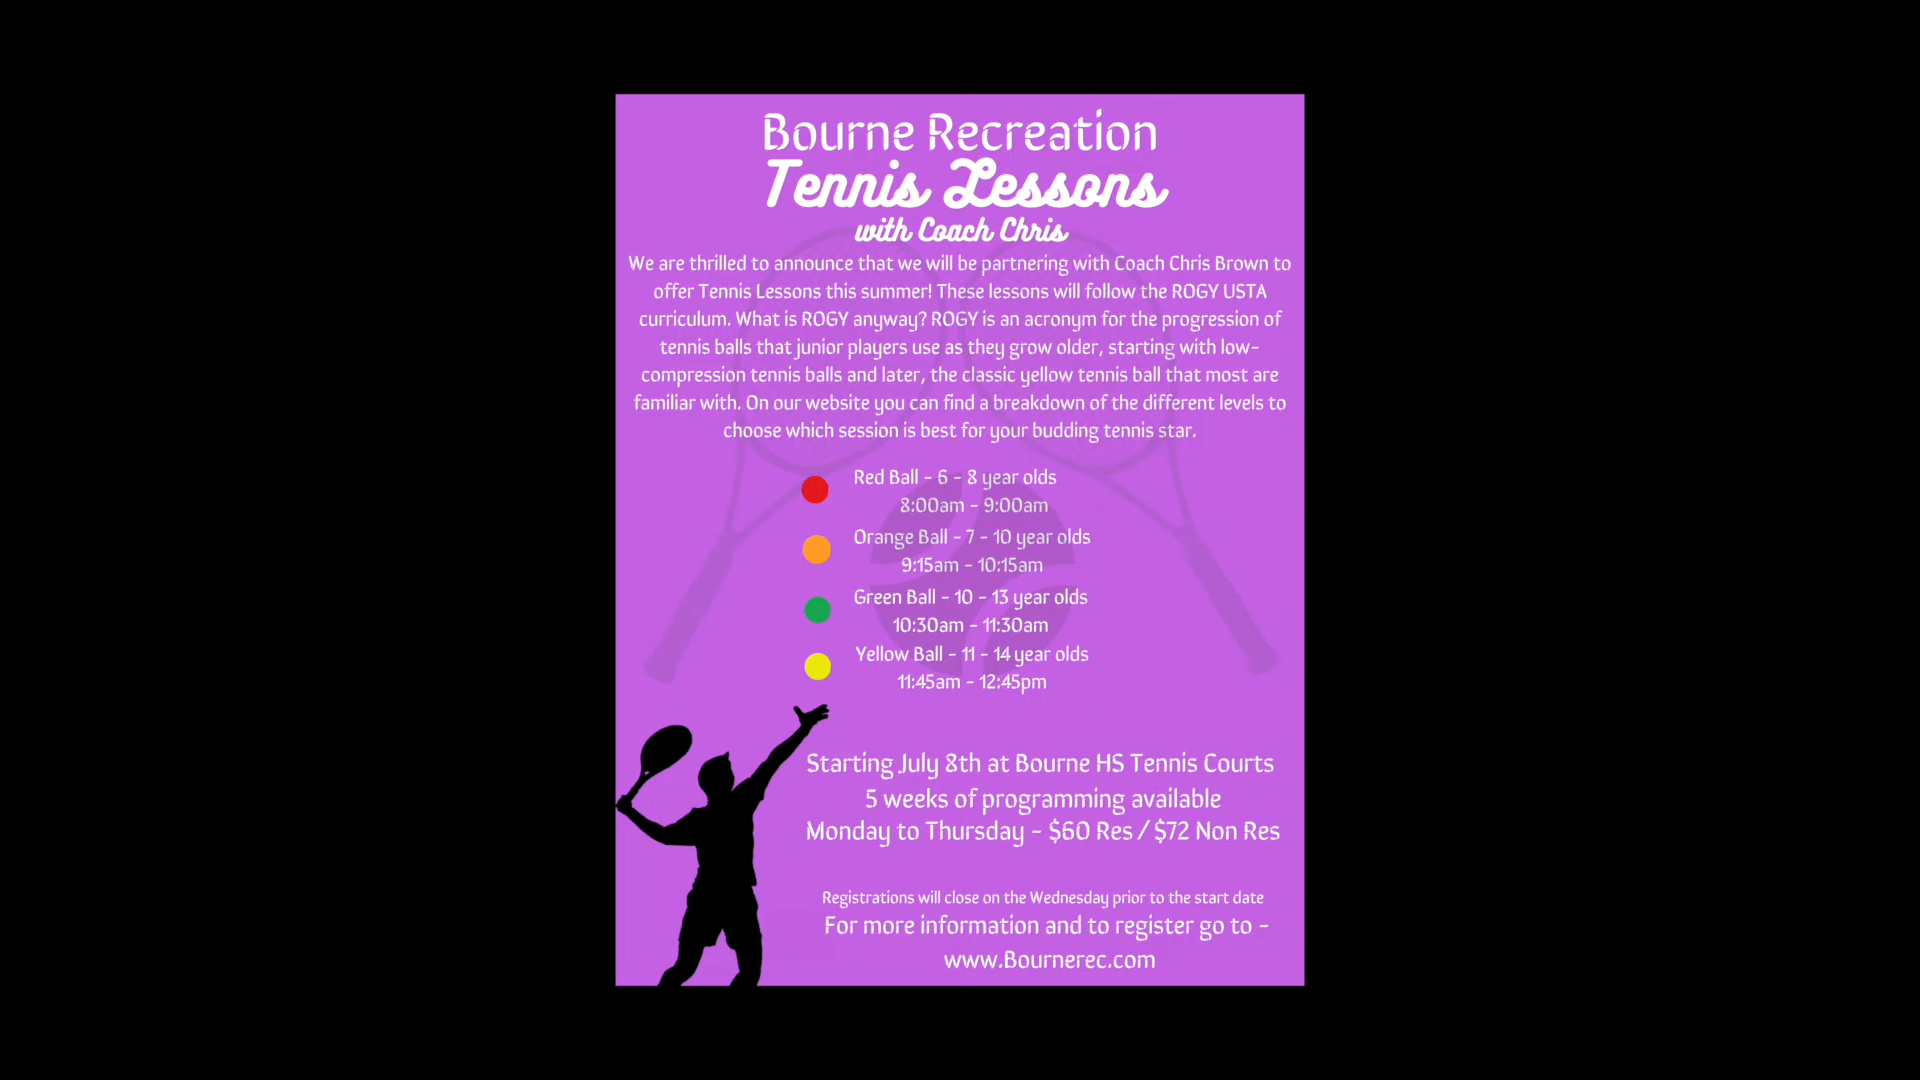 Bourne Recreation
Tennis Lessons
with Coach Chris
We are thrilled to announce that we will be partnering with Coach Chris Brown to
offer Tennis Lessons this summer! These lessons will follow the ROGY USTA
curriculum. What is ROGY anyway? ROGY is an acronym for the progression of
tennis balls that junior players use as they grow older, starting with low-
compression tennis balls and later, the classic yellow tennis ball that most are
familiar with. On our website you can find a breakdown of the different levels to
choose which session is best for your budding tennis star.
Red Ball - 6 - 8 year olds
8:00am - 9:00am
Orange Ball - 7 - 10 year olds
9:15am - 10:15am
Green Ball - 10 - 13 year olds
10:30am - 11:30am
Yellow Ball - 11 - 14 year olds
11:45am - 12:45pm
Starting July 8th at Bourne HS Tennis Courts
5 weeks of programming available
Monday to Thursday - $60 Res / $72 Non Res
Registrations will close on the Wednesday prior to the start date
For more information and to register go to -
www.Bournerec.com